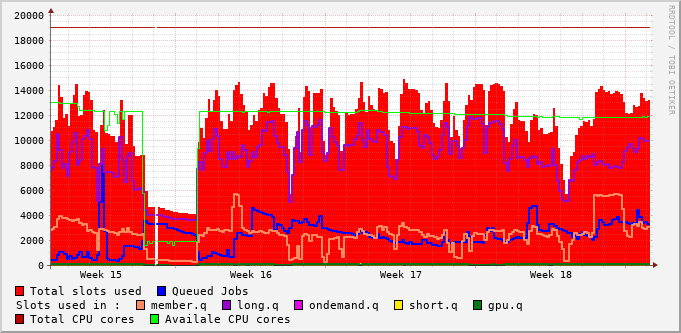 20000
18000
16000
14000
12000
10000
8000
6000
4000
2000
0
Week 15 Week 16 Week 17 Week 18
RRDTOOL / TOBI OETIKER
Total slots used Queued Jobs
Slots used in : member.q long.q ondemand.q short.q gpu.q
Total CPU cores Availale CPU cores